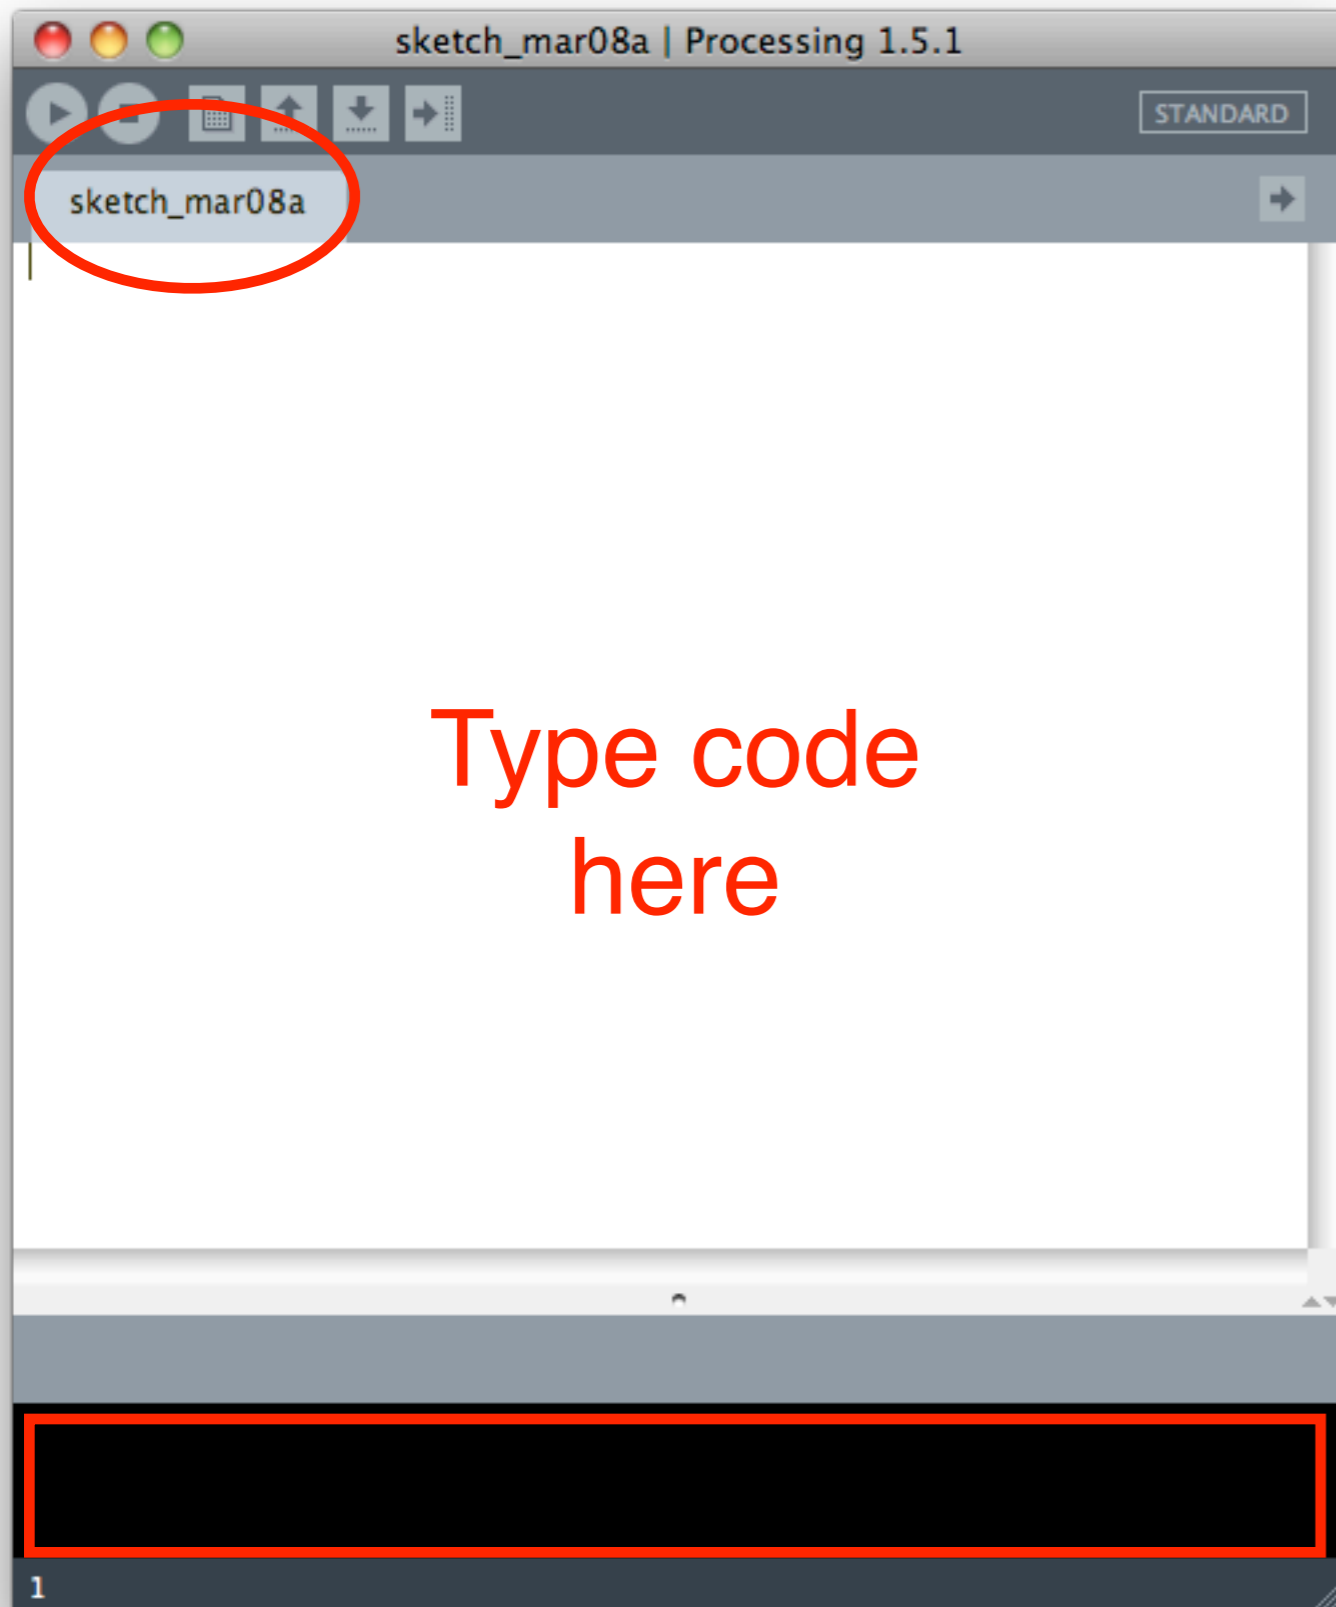 sketch_mar08a | Processing 1.5.1
STANDARD
sketch_mar08a
Type code
here
1